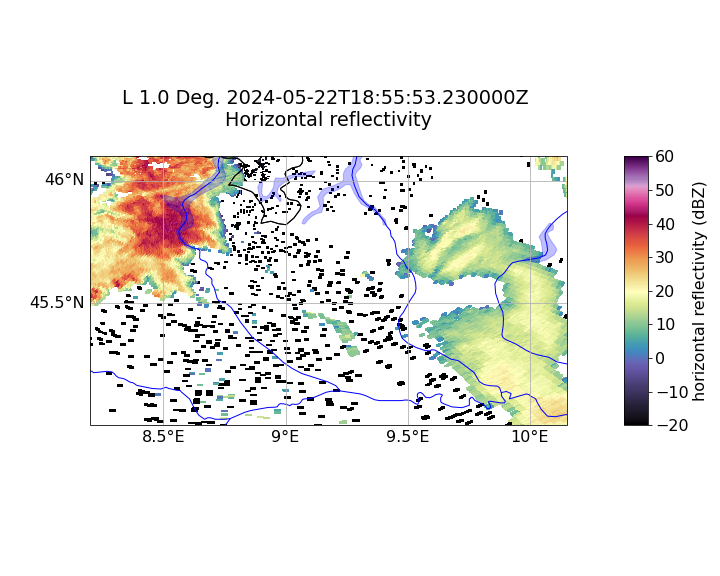 L 1.0 Deg. 2024-05-22T18:55:53.230000Z
Horizontal reflectivity
46°N
45.5°N
8.5°E
9°E
9.5°E
10°E
60
50
40
30
20
10
0
−10
−20
horizontal reflectivity (dBZ)